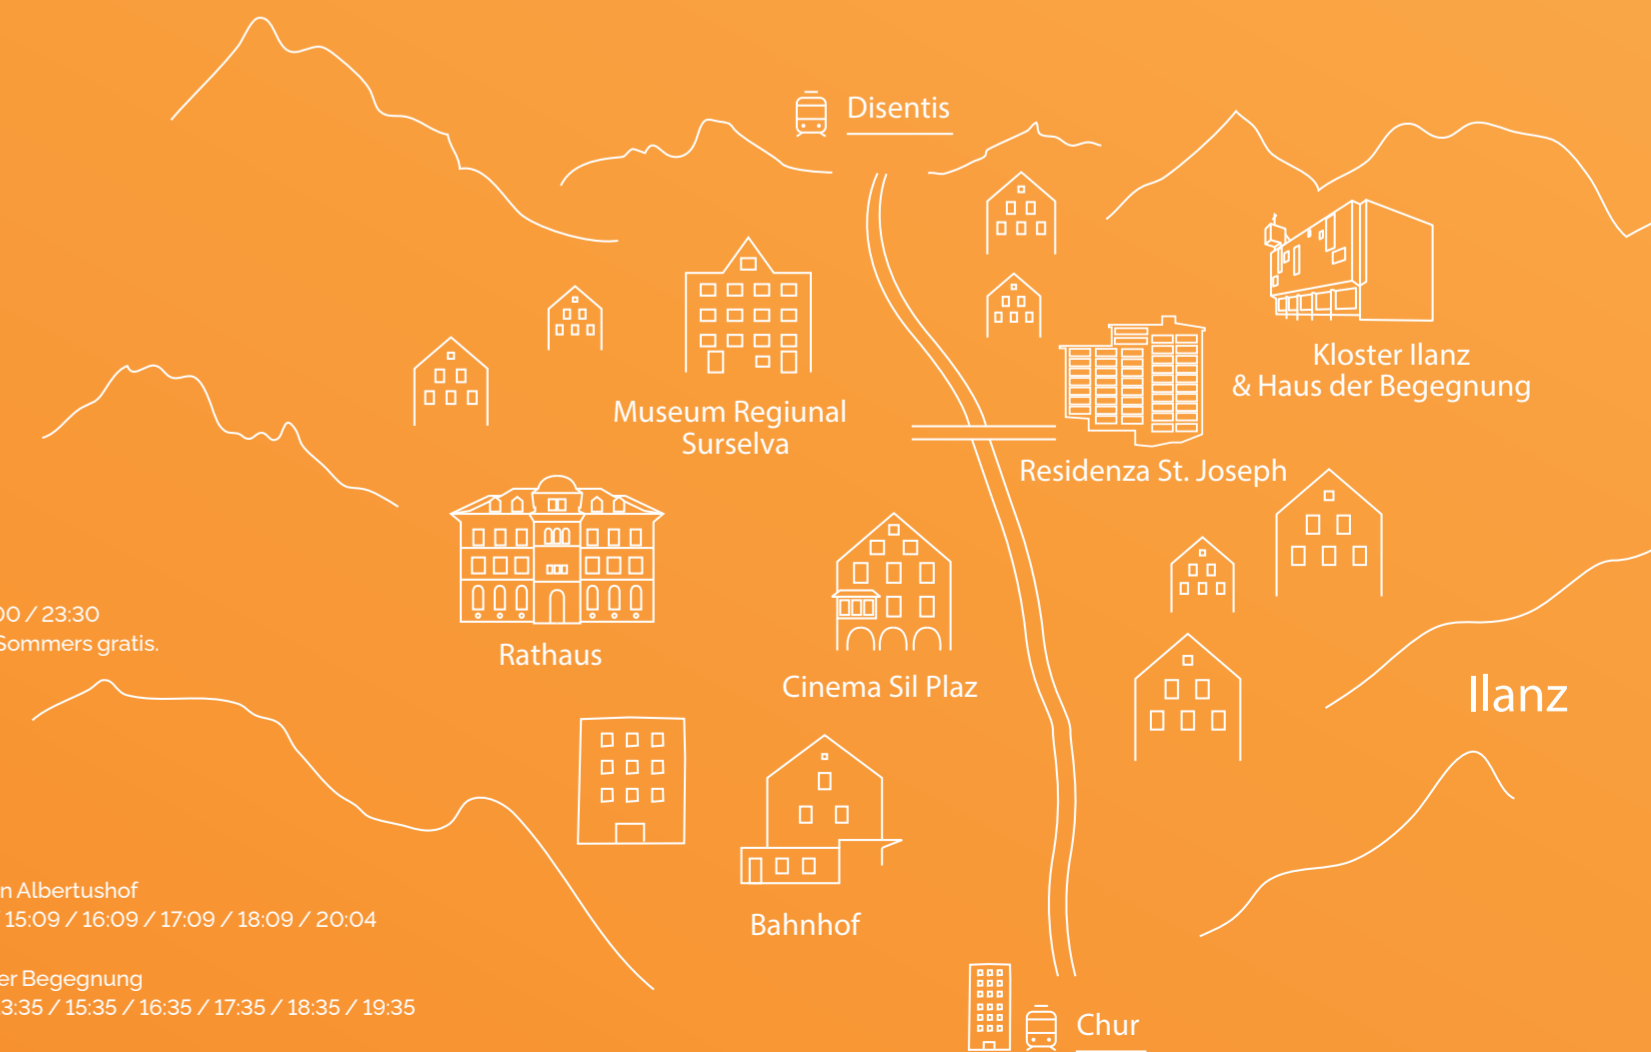 Disentis
Kloster Ilanz
& Haus der Begegnung
Museum Regiunal
Surselva
Residenza St. Joseph
00 / 23:30
Sommers gratis.
Rathaus
Cinema Sil Plaz
Ilanz
n Albertushof
15:09 / 16:09 / 17:09 / 18:09 / 20:04
Bahnhof
er Begegnung
3:35 / 15:35 / 16:35 / 17:35 / 18:35 / 19:35
Chur